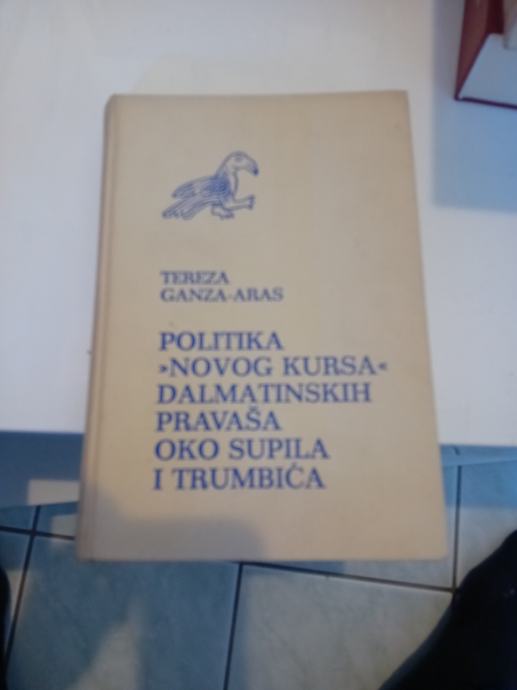 TEREZA
GANZA-ARAS
POLITIKA
»NOVOG KURSA«
DALMATINSKIH
PRAVAŠA
OKO SUPILA
I TRUMBIĆA